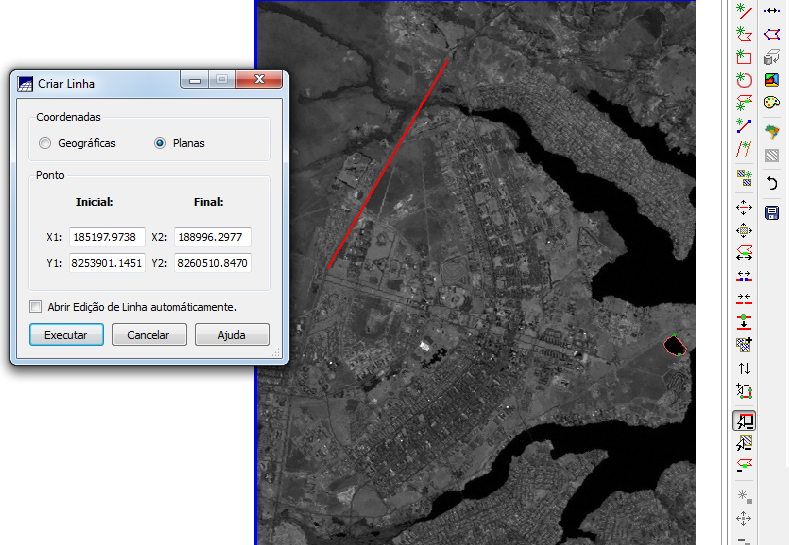 Criar Linha
Coordenadas
Geográficas Planas
Ponto
Inicial: Final:
X1: 185197.9738 X2: 188996.2977
Y1: 8253901.1451 Y2: 8260510.8470
Abrir Edição de Linha automáticamente.
Executar Cancelar Ajuda